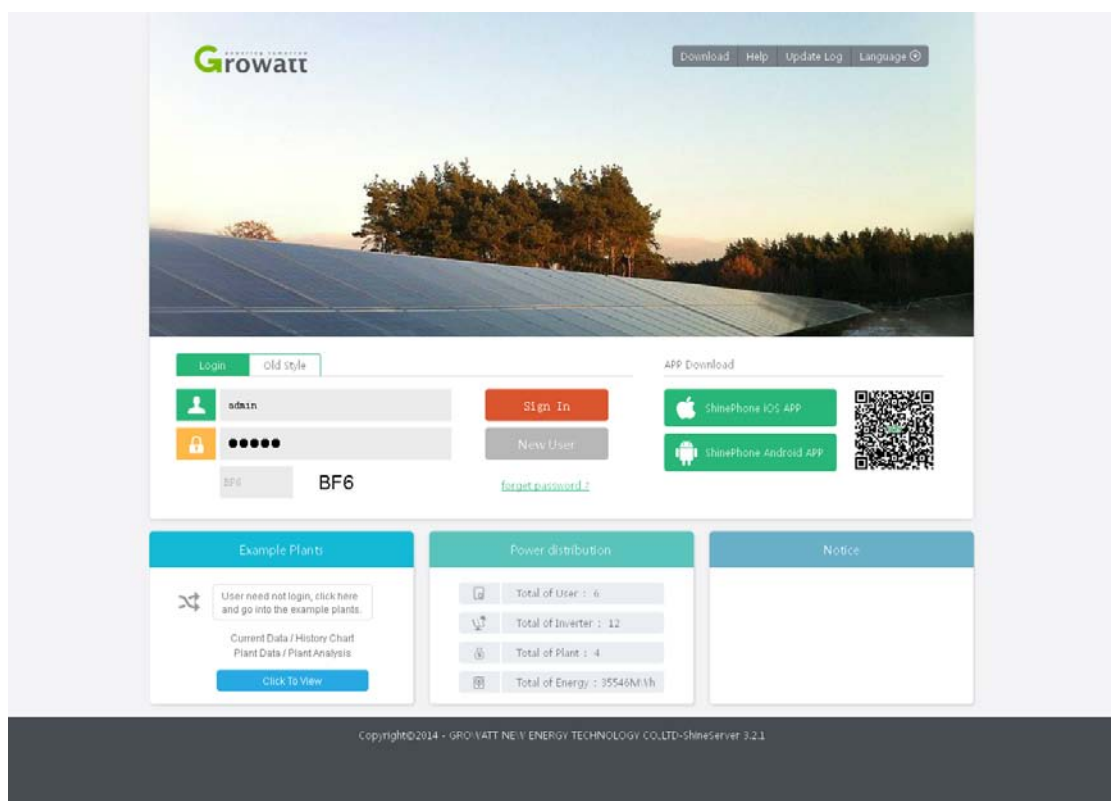 powering tomorrow
Growatt
Download Help Update Log Language
Login Old Style
APP Download
admin
Sign In
ShinePhone iOS APP
●●●●●
New User
ShinePhone Android APP
BF6 BF6
forget password ?
Example Plants
Power distribution
Notice
User need not login, click here
and go into the example plants.
Current Data / History Chart
Plant Data / Plant Analysis
Click To View
Total of User : 6
Total of Inverter : 12
Total of Plant : 4
Total of Energy : 35546MWh
Copyright©2014 - GROWATT NEW ENERGY TECHNOLOGY CO.,LTD-ShineServer 3.2.1